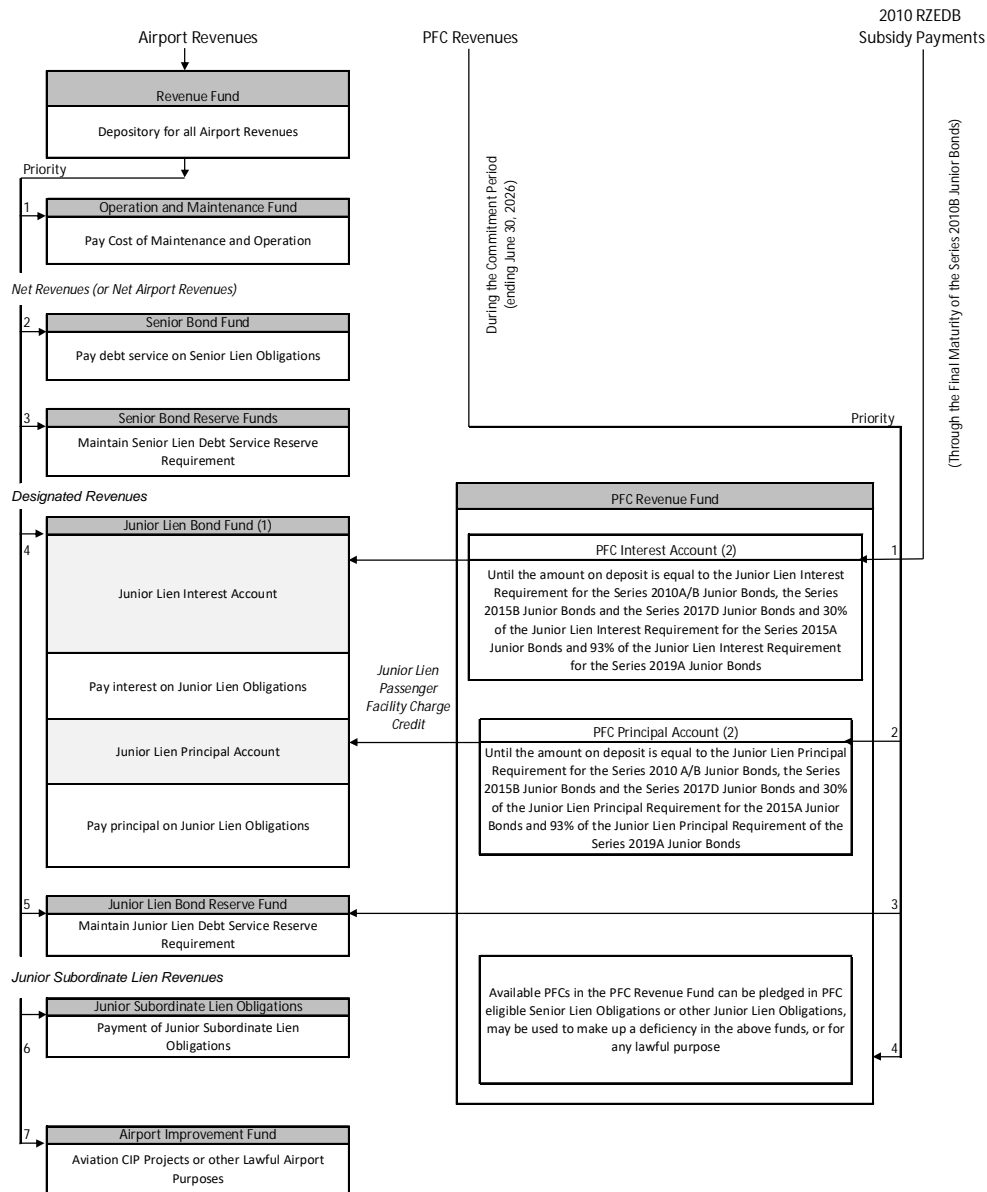 2010 RZEDB
Airport Revenues
PFC Revenues
Subsidy Payments
Revenue Fund
Depository for all Airport Revenues
Priority
1
Operation and Maintenance Fund
Pay Cost of Maintenance and Operation
During the Commitment Period
(ending June 30, 2026)
(Through the Final Maturity of the Series 2010B Junior Bonds)
Net Revenues (or Net Airport Revenues)
2
Senior Bond Fund
Pay debt service on Senior Lien Obligations
3
Senior Bond Reserve Funds
Maintain Senior Lien Debt Service Reserve
Requirement
Priority
Designated Revenues
PFC Revenue Fund
Junior Lien Bond Fund (1)
4
Junior Lien Interest Account
Pay interest on Junior Lien Obligations
Junior Lien Principal Account
Pay principal on Junior Lien Obligations
PFC Interest Account (2)
1
Until the amount on deposit is equal to the Junior Lien Interest
Requirement for the Series 2010A/B Junior Bonds, the Series
2015B Junior Bonds and the Series 2017D Junior Bonds and 30%
of the Junior Lien Interest Requirement for the Series 2015A
Junior Bonds and 93% of the Junior Lien Interest Requirement
for the Series 2019A Junior Bonds
Junior Lien
Passenger
Facility Charge
Credit
PFC Principal Account (2)
2
Until the amount on deposit is equal to the Junior Lien Principal
Requirement for the Series 2010 A/B Junior Bonds, the Series
2015B Junior Bonds and the Series 2017D Junior Bonds and 30%
of the Junior Lien Principal Requirement for the 2015A Junior
Bonds and 93% of the Junior Lien Principal Requirement of the
Series 2019A Junior Bonds
5
Junior Lien Bond Reserve Fund
3
Maintain Junior Lien Debt Service Reserve
Requirement
Junior Subordinate Lien Revenues
Junior Subordinate Lien Obligations
Payment of Junior Subordinate Lien
Obligations
6
Available PFCs in the PFC Revenue Fund can be pledged in PFC
eligible Senior Lien Obligations or other Junior Lien Obligations,
may be used to make up a deficiency in the above funds, or for
any lawful purpose
4
7
Airport Improvement Fund
Aviation CIP Projects or other Lawful Airport
Purposes